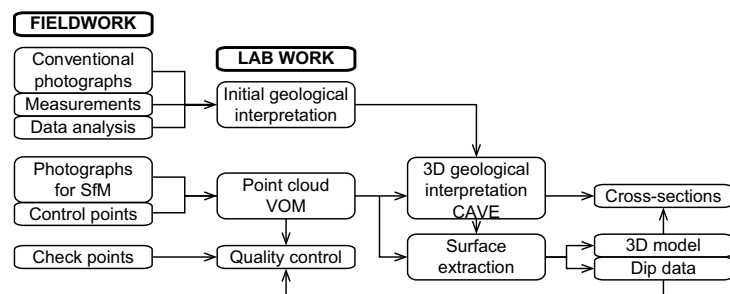 FIELDWORK
LAB WORK
Conventional
photographs
Measurements
Data analysis
Initial geological
interpretation
Photographs
for SfM
Control points
Point cloud
VOM
3D geological
interpretation
CAVE
Cross-sections
Check points
Quality control
Surface
extraction
3D model
Dip data